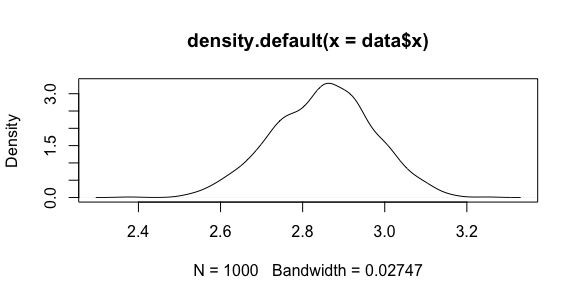 density.default(x = data$x)
Density
3.0
1.5
0.0
2.4 2.6 2.8 3.0 3.2
N = 1000 Bandwidth = 0.02747